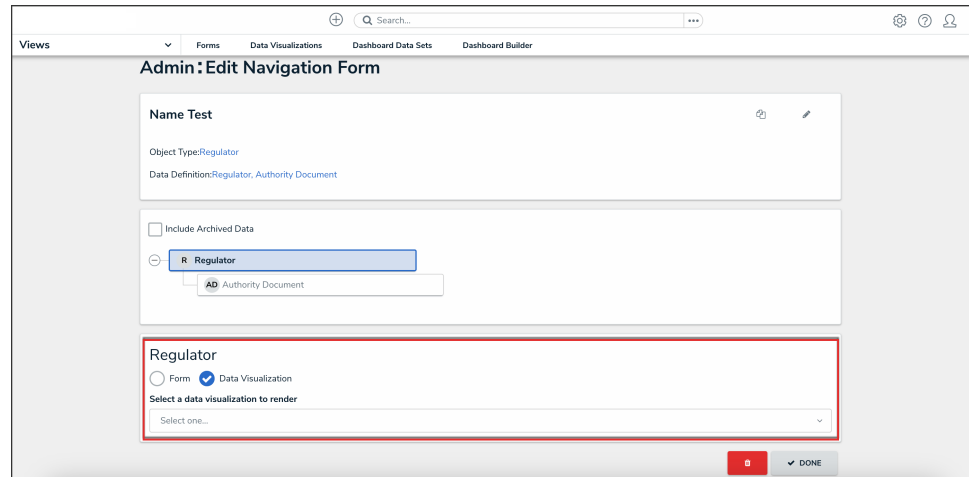 Search...
Views
Forms
Data Visualizations
Dashboard Data Sets
Dashboard Builder
Admin:Edit Navigation Form
Name Test
Object Type:Regulator
Data Definition:Regulator, Authority Document
Include Archived Data
R Regulator
AD Authority Document
Regulator
Form Data Visualization
Select a data visualization to render
Select one...
DONE